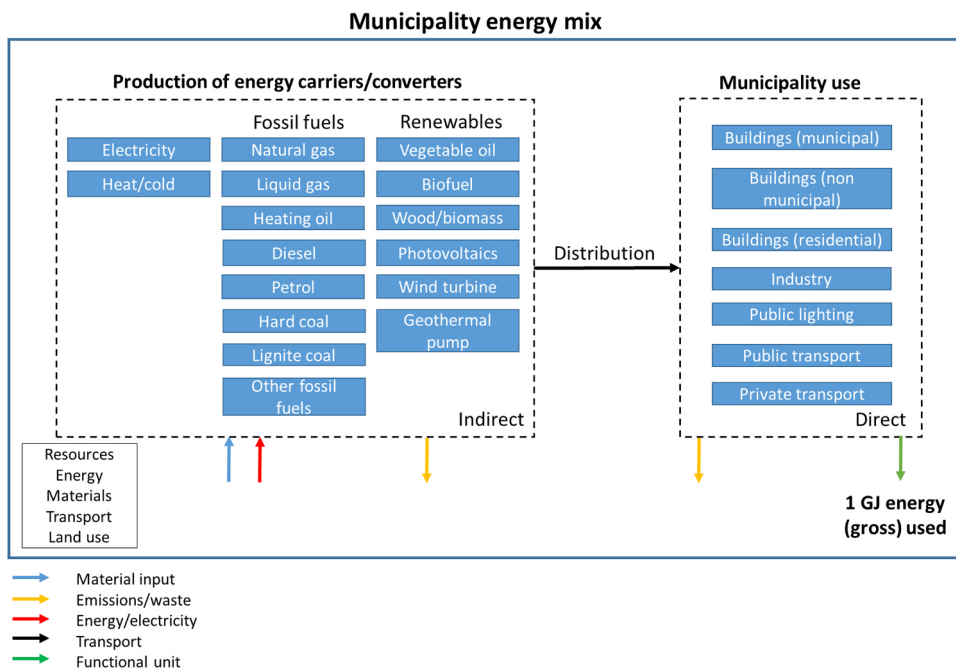 Municipality energy mix
Production of energy carriers/converters
Electricity
Heat/cold
Fossil fuels
Natural gas
Liquid gas
Heating oil
Diesel
Petrol
Hard coal
Lignite coal
Other fossil
fuels
Renewables
Vegetable oil
Biofuel
Wood/biomass
Photovoltaics
Wind turbine
Geothermal
pump
Indirect
Distribution
Municipality use
Buildings (municipal)
Buildings (non
municipal)
Buildings (residential)
Industry
Public lighting
Public transport
Private transport
Direct
Resources
Energy
Materials
Transport
Land use
1 GJ energy
(gross) used
Material input
Emissions/waste
Energy/electricity
Transport
Functional unit